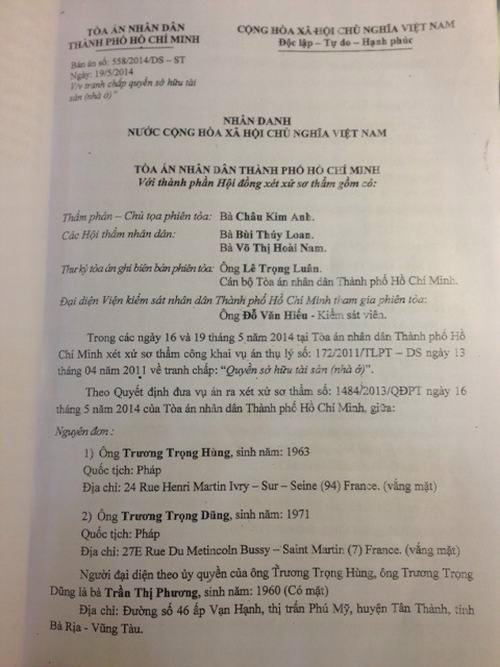 TÒA ÁN NHÂN DÂN
THÀNH PHỐ HỒ CHÍ MINH
CỘNG HÒA XÃ HỘI CHỦ NGHĨA VIỆT NAM
Độc lập – Tự do – Hạnh phúc
Bản án số: 558/2014/DS – ST
Ngày: 19/5/2014
V/v tranh chấp quyền sở hữu tài
sản (nhà ở)"
NHÂN DANH
NƯỚC CỘNG HÒA XÃ HỘI CHỦ NGHĨA VIỆT NAM
TÒA ÁN NHÂN DÂN THÀNH PHỐ HỒ CHÍ MINH
Với thành phần Hội đồng xét xử sơ thẩm gồm có:
Thẩm phán – Chủ tọa phiên tòa: Bà Châu Kim Anh.
Các Hội thẩm nhân dân: Bà Bùi Thúy Loan.
Bà Võ Thị Hoài Nam.
Thư ký tòa án ghi biên bản phiên tòa: Ông Lê Trọng Luân.
Cán bộ Tòa án nhân dân Thành phố Hồ Chí Minh.
Đại diện Viện kiểm sát nhân dân Thành phố Hồ Chí Minh tham gia phiên tòa:
Ông Đỗ Văn Hiếu - Kiểm sát viên.
Trong các ngày 16 và 19 tháng 5 năm 2014 tại Tòa án nhân dân Thành phố Hồ
Chí Minh xét xử sơ thẩm công khai vụ án thụ lý số: 172/2011/TLPT – DS ngày 13
tháng 04 năm 2011 về tranh chấp: "Quyền sở hữu tài sản (nhà ở)".
Theo Quyết định đưa vụ án ra xét xử sơ thẩm số: 1484/2013/QĐPT ngày 16
tháng 5 năm 2014 của Tòa án nhân dân Thành phố Hồ Chí Minh, giữa:
Nguyên đơn :
1) Ông Trương Trọng Hùng, sinh năm: 1963
Quốc tịch: Pháp
Địa chỉ: 24 Rue Henri Martin Ivry – Sur – Seine (94) France. (vắng mặt)
2) Ông Trương Trọng Dũng, sinh năm: 1971
Quốc tịch: Pháp
Địa chỉ: 27E Rue Du Metincoln Bussy – Saint Martin (7) France. (vắng mặt)
Người đại diện theo ủy quyền của ông Trương Trọng Hùng, ông Trương Trọng
Dũng là bà Trần Thị Phương, sinh năm: 1960 (Có mặt)
Địa chỉ: Đường số 46 ấp Vạn Hạnh, thị trấn Phú Mỹ, huyện Tân Thành, tỉnh
Bà Rịa - Vũng Tàu.